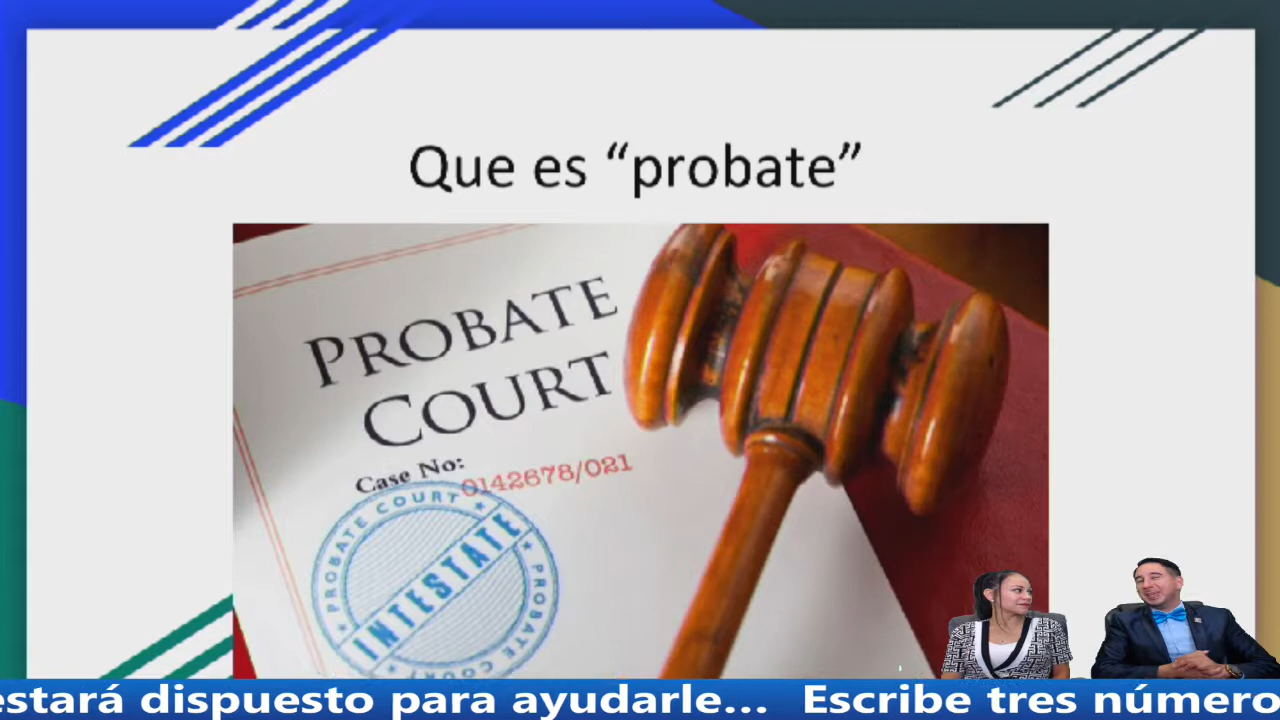 Que es “probate”
PROBATE
COURT
Case No:
0142678/021
PROBATE COURT
INTESTATE
PROBATE COURT
estará dispuesto para ayudarle... Escribe tres número